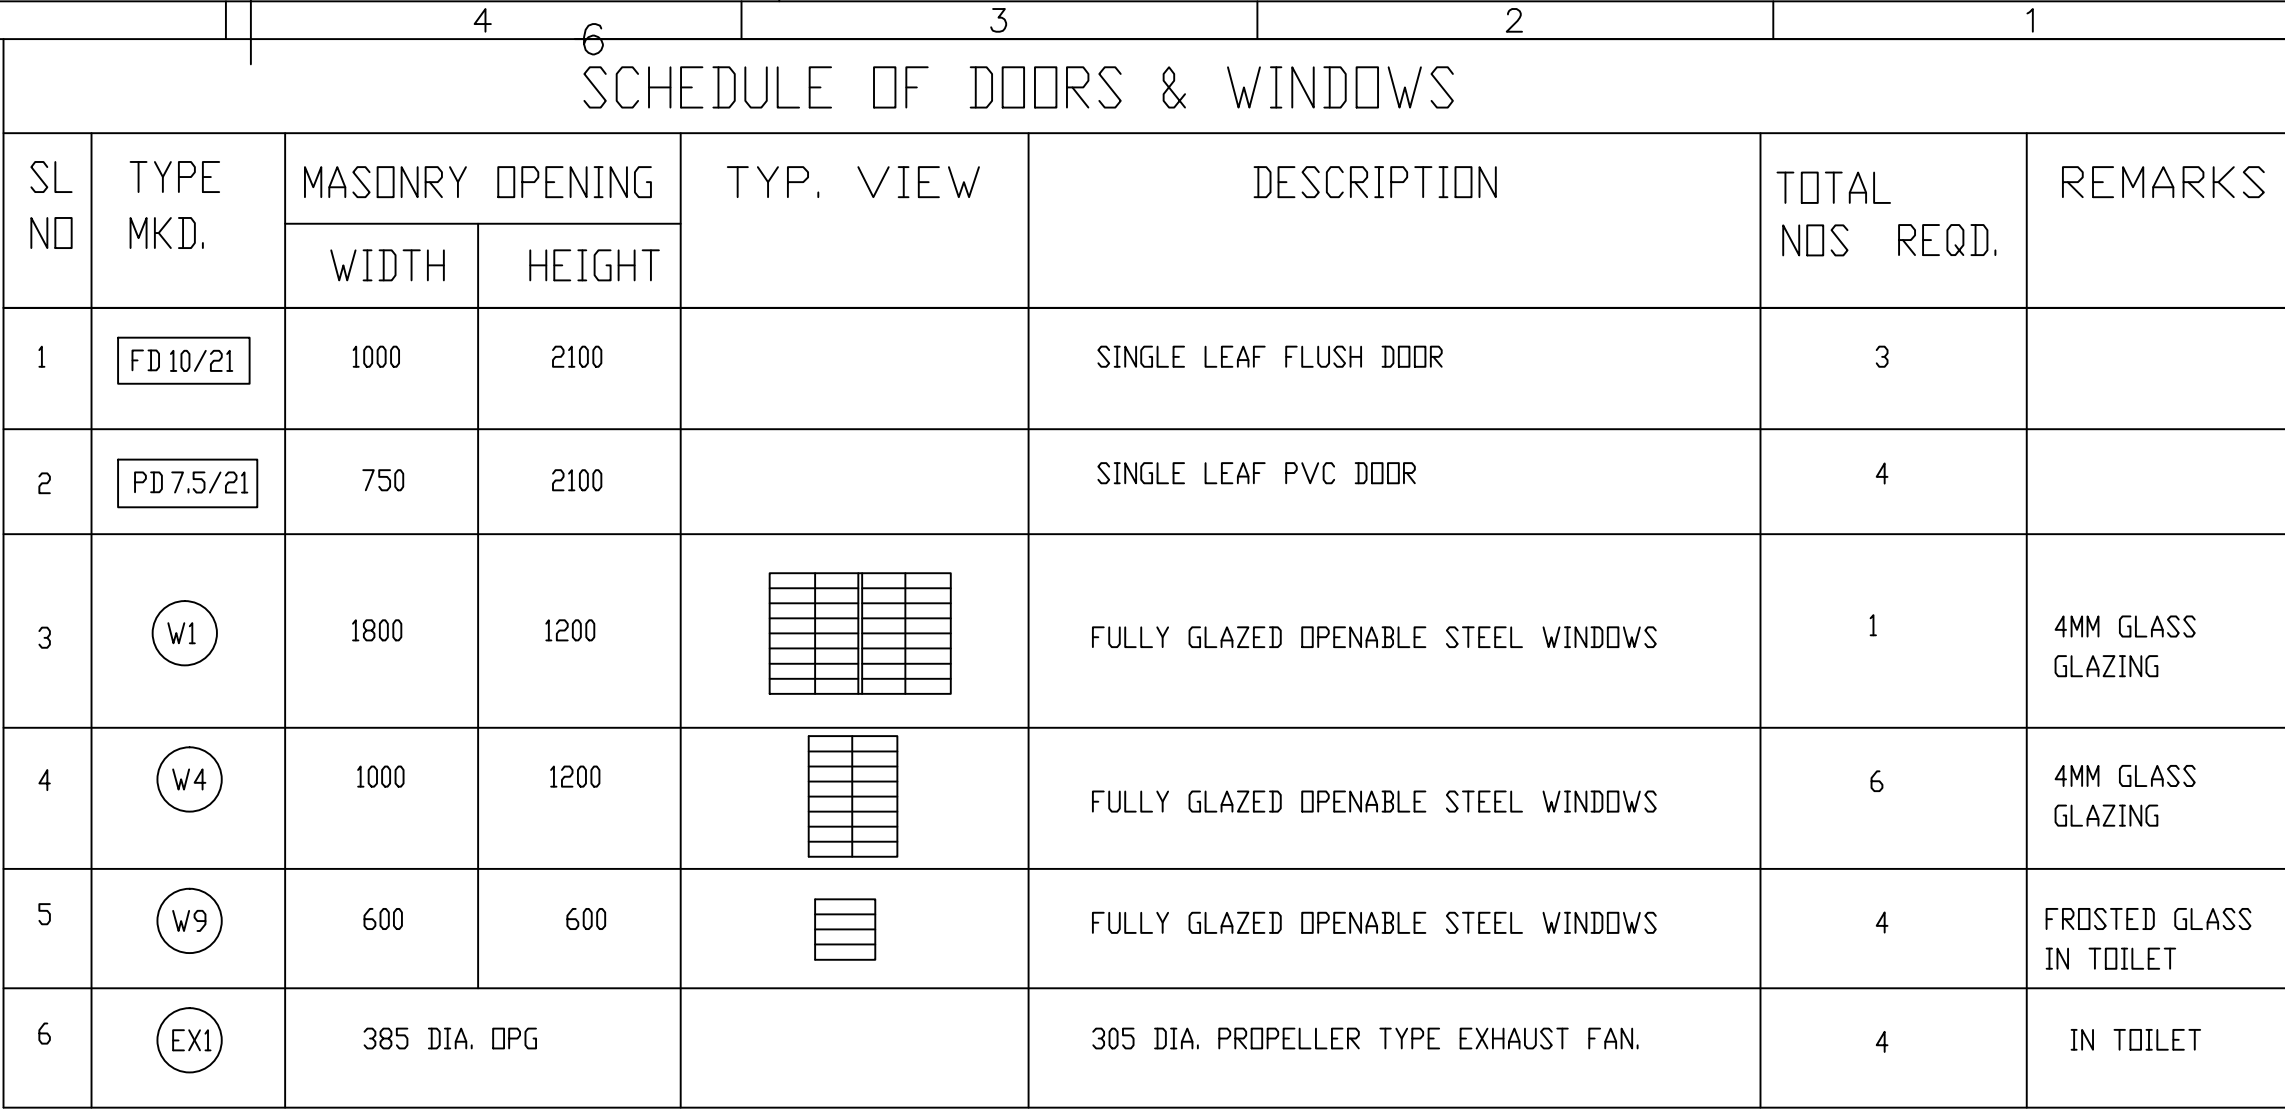 4 3 2 1
6
SCHEDULE OF DOORS & WINDOWS
SL NO TYPE MKD. MASONRY OPENING TYP. VIEW DESCRIPTION TOTAL NOS REQD. REMARKS
WIDTH HEIGHT
1 FD 10/21 1000 2100 SINGLE LEAF FLUSH DOOR 3
2 PD 7.5/21 750 2100 SINGLE LEAF PVC DOOR 4
3 W1 1800 1200 FULLY GLAZED OPENABLE STEEL WINDOWS 1 4MM GLASS
GLAZING
4 W4 1000 1200 FULLY GLAZED OPENABLE STEEL WINDOWS 6 4MM GLASS
GLAZING
5 W9 600 600 FULLY GLAZED OPENABLE STEEL WINDOWS 4 FROSTED GLASS
IN TOILET
6 EX1 385 DIA. OPG 305 DIA. PROPELLER TYPE EXHAUST FAN. 4 IN TOILET